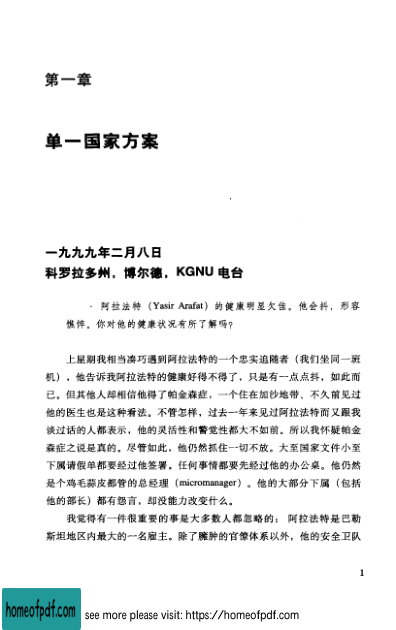 第一章
单一国家方案
一九九九年二月八日
科罗拉多州，博尔德，KGNU 电台
· 阿拉法特（Yasir Arafat）的健康明显欠佳。他会抖，形容
憔悴。你对他的健康状况有所了解吗？
上星期我相当凑巧遇到阿拉法特的一个忠实追随者（我们坐同一班
机），他告诉我阿拉法特的健康好得不得了，只是有一点点抖，如此而
已。但其他人却相信他得了帕金森症，一个住在加沙地带、不久前见过
他的医生也是这种看法。不管怎样，过去一年来见过阿拉法特而又跟我
谈过话的人都表示，他的灵活性和警觉性都大不如前。所以我怀疑帕金
森症之说是真的。尽管如此，他仍然抓住一切不放。大至国家文件小至
下属请假单都要经过他签署。任何事情都要先经过他的办公桌。他仍然
是个鸡毛蒜皮都管的总经理（micromanager）。他的大部分下属（包括
他的部长）都有怨言，却没能力改变什么。
我觉得有一件很重要的事是大多数人都忽略的： 阿拉法特是巴勒
斯坦地区内最大的一名雇主。除了臃肿的官僚体系以外，他的安全卫队
1
homeofpdf.com
see more please visit: https://homeofpdf.com